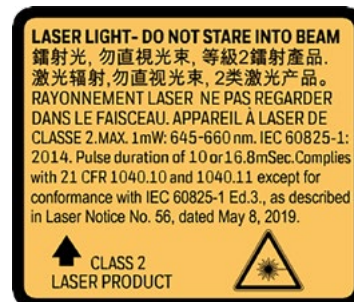 LASER LIGHT- DO NOT STARE INTO BEAM
鐳射光, 勿直視光束, 等級2鐳射產品.
激光辐射,勿直视光束, 2类激光产品。
RAYONNEMENT LASER NE PAS REGARDER
DANS LE FAISCEAU. APPAREIL À LASER DE
CLASSE 2.MAX. 1mW: 645-660 nm. IEC 60825-1:
2014. Pulse duration of 10 or 16.8mSec.Complies
with 21 CFR 1040.10 and 1040.11 except for
conformance with IEC 60825-1 Ed.3., as described
in Laser Notice No. 56, dated May 8, 2019.
CLASS 2
LASER PRODUCT